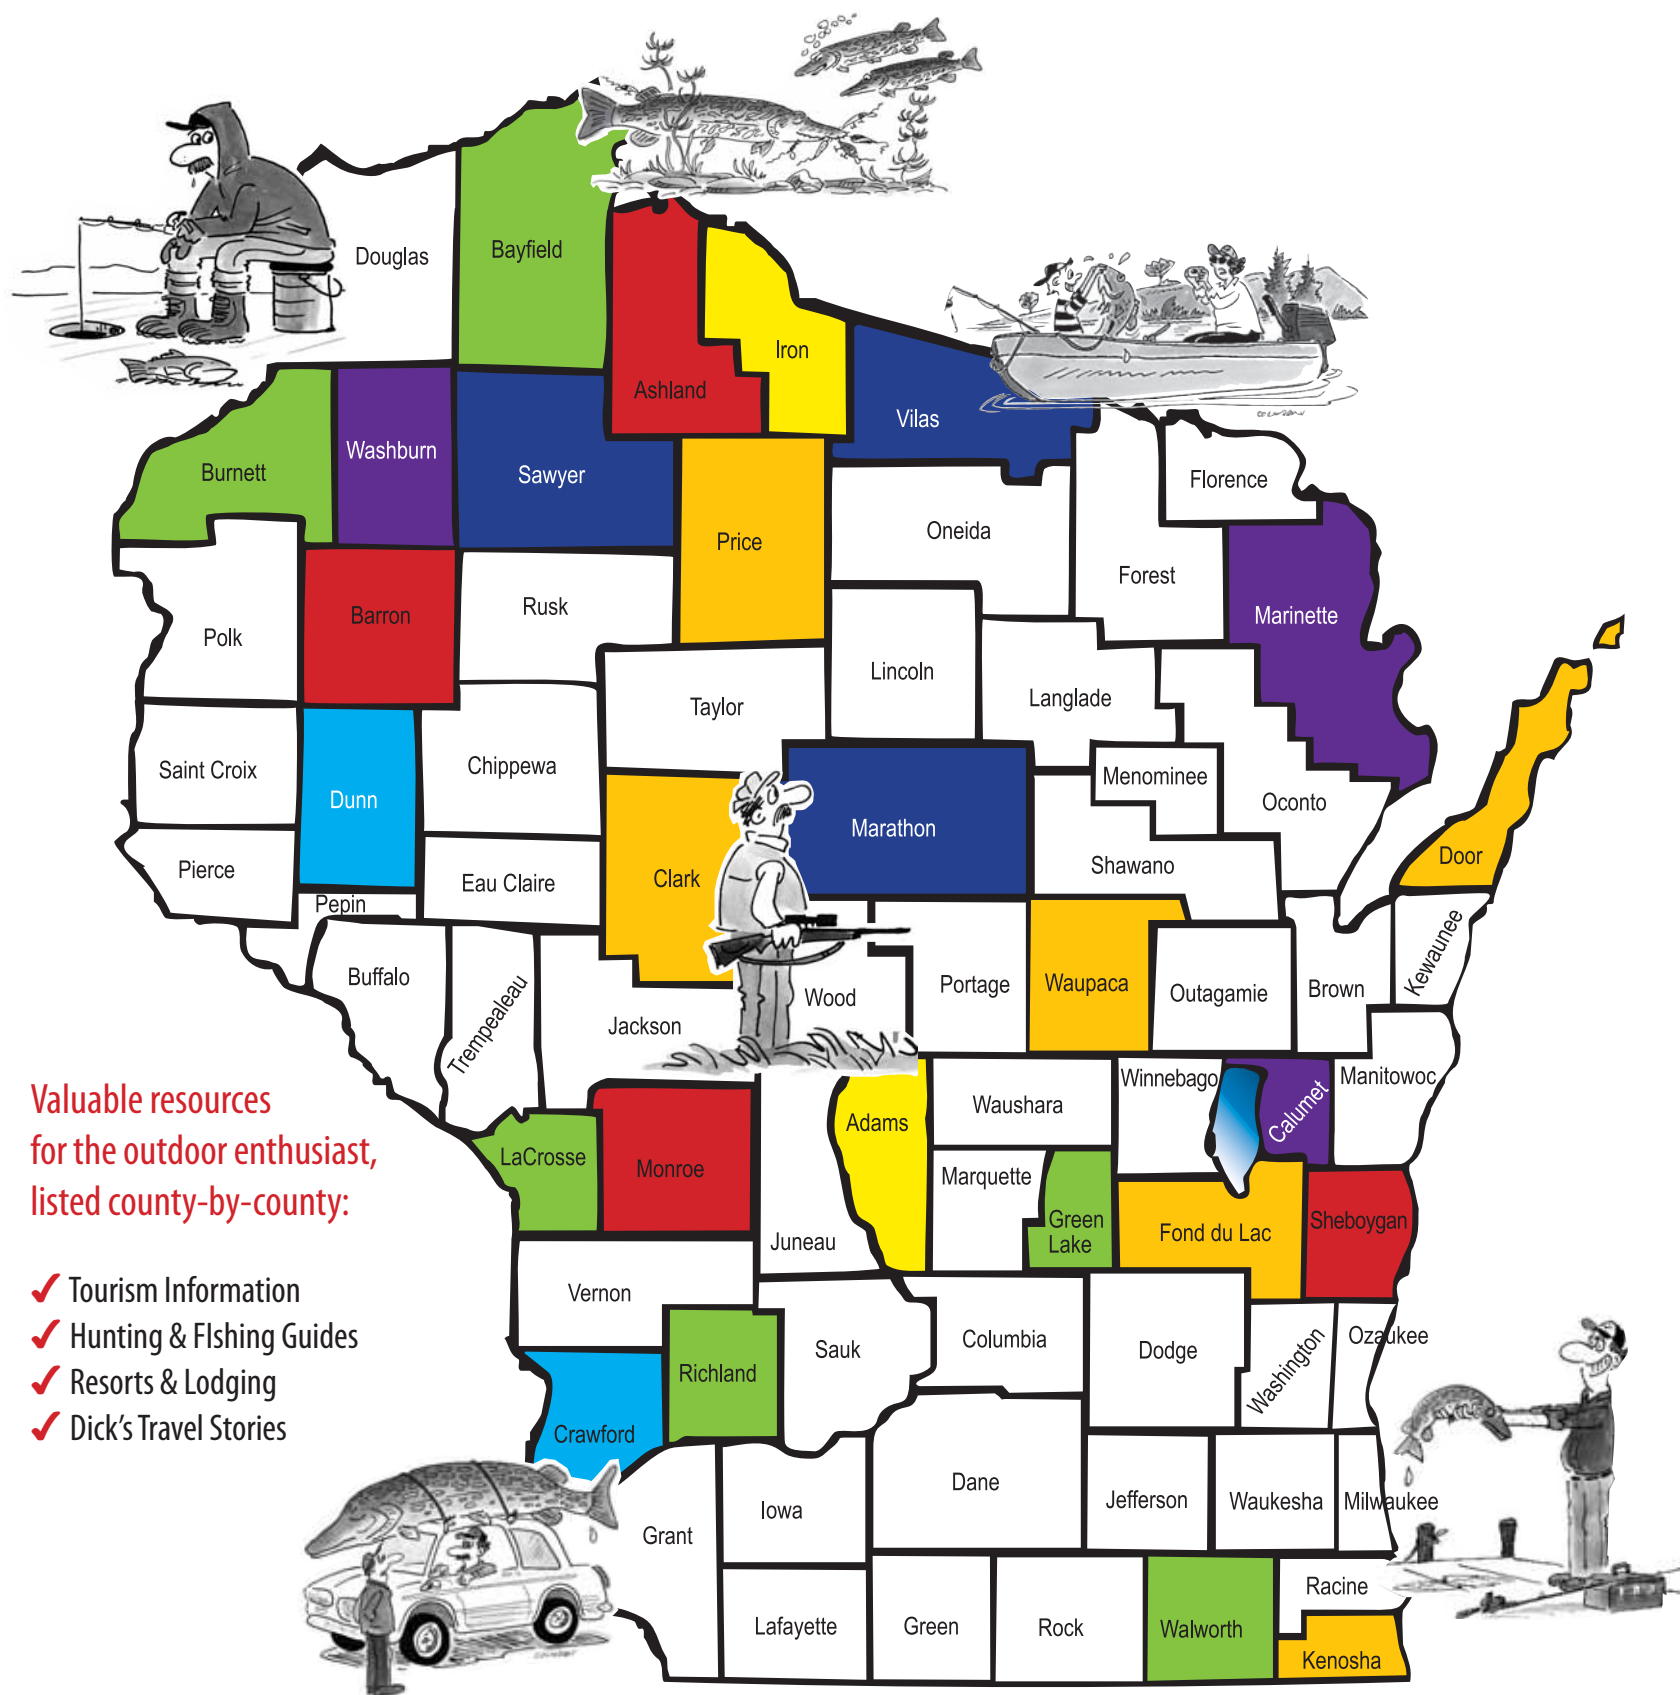 Douglas
Bayfield
Ashland
Iron
Vilas
Burnett
Washburn
Sawyer
Price
Oneida
Florence
Forest
Marinette
Polk
Barron
Rusk
Taylor
Lincoln
Langlade
Saint Croix
Dunn
Chippewa
Marathon
Menominee
Oconto
Door
Pierce
Pepin
Eau Claire
Clark
Shawano
Buffalo
Trempealeau
Jackson
Wood
Portage
Waupaca
Outagamie
Brown
Kewaunee
Winnebago
Calumet
Manitowoc
Valuable resources
for the outdoor enthusiast,
listed county-by-county:
✓ Tourism Information
✓ Hunting & FIshing Guides
✓ Resorts & Lodging
✓ Dick's Travel Stories
LaCrosse
Monroe
Juneau
Adams
Waushara
Marquette
Green
Lake
Fond du Lac
Sheboygan
Vernon
Richland
Sauk
Columbia
Dodge
Washington
Ozaukee
Crawford
Grant
Iowa
Dane
Jefferson
Waukesha
Milwaukee
Lafayette
Green
Rock
Walworth
Racine
Kenosha